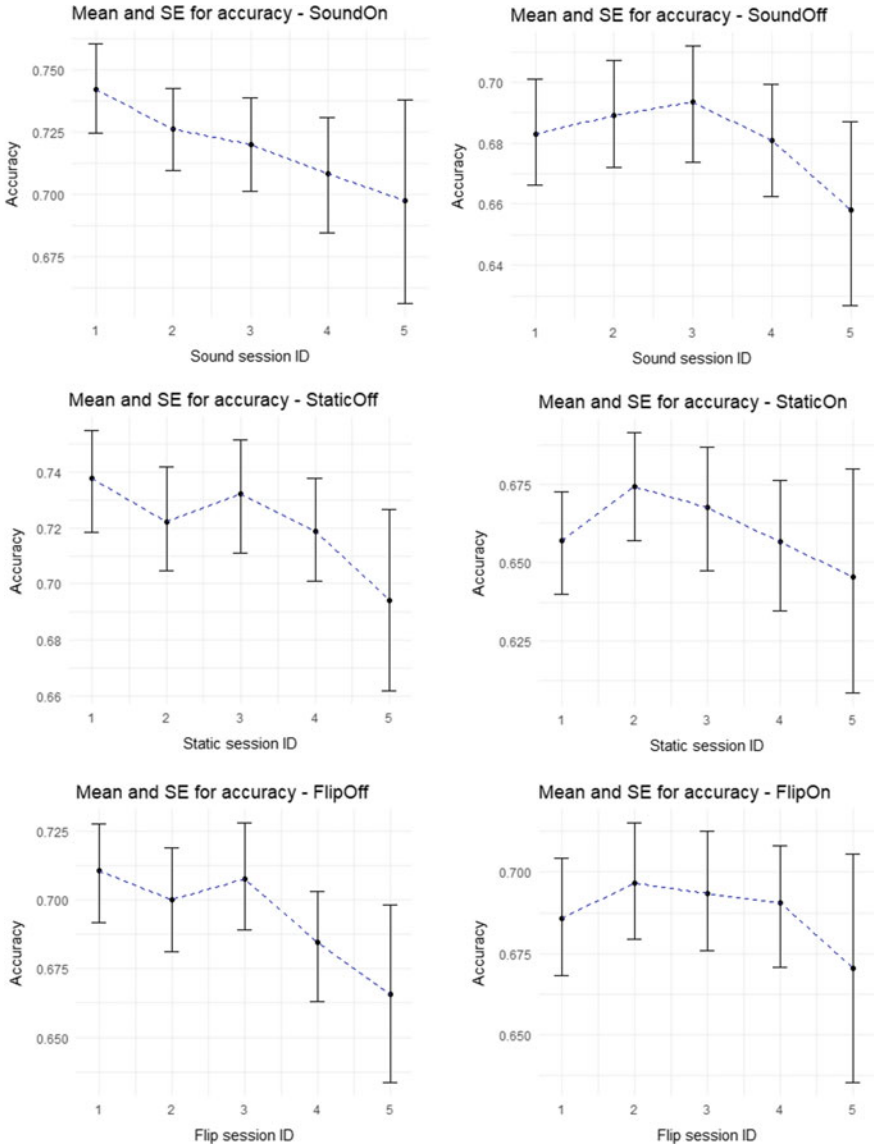 Mean and SE for accuracy - SoundOn
Accuracy
0.750
0.725
0.700
0.675
1 2 3 4 5
Sound session ID
Mean and SE for accuracy - SoundOff
Accuracy
0.70
0.68
0.66
0.64
1 2 3 4 5
Sound session ID
Mean and SE for accuracy - StaticOff
Accuracy
0.74
0.72
0.70
0.68
0.66
1 2 3 4 5
Static session ID
Mean and SE for accuracy - StaticOn
Accuracy
0.675
0.650
0.625
1 2 3 4 5
Static session ID
Mean and SE for accuracy - FlipOff
Accuracy
0.725
0.700
0.675
0.650
1 2 3 4 5
Flip session ID
Mean and SE for accuracy - FlipOn
Accuracy
0.700
0.675
0.650
1 2 3 4 5
Flip session ID